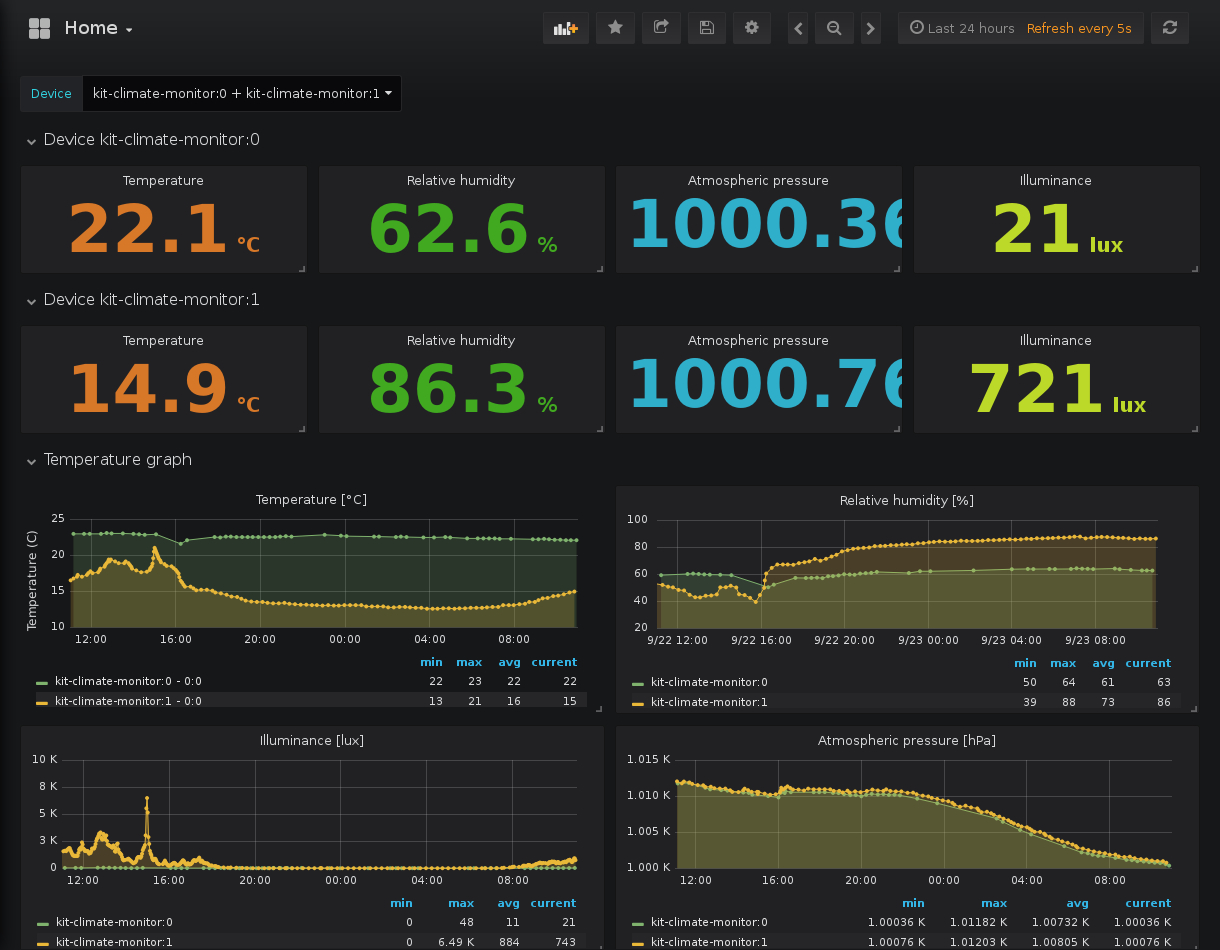 Home
Last 24 hours Refresh every 5s
Device kit-climate-monitor:0 + kit-climate-monitor:1
Device kit-climate-monitor:0
Temperature Relative humidity Atmospheric pressure Illuminance
22.1 °C 62.6 % 1000.36 21 lux
Device kit-climate-monitor:1
Temperature Relative humidity Atmospheric pressure Illuminance
14.9 °C 86.3 % 1000.76 721 lux
Temperature graph
Temperature [°C]
Temperature (C)
25
20
15
10
12:00 16:00 20:00 00:00 04:00 08:00
min max avg current
kit-climate-monitor:0 - 0:0 22 23 22 22
kit-climate-monitor:1 - 0:0 13 21 16 15
Relative humidity [%]
100
80
60
40
20
9/22 12:00 9/22 16:00 9/22 20:00 9/23 00:00 9/23 04:00 9/23 08:00
min max avg current
kit-climate-monitor:0 50 64 61 63
kit-climate-monitor:1 39 88 73 86
Illuminance [lux]
10 K
8 K
5 K
3 K
0
12:00 16:00 20:00 00:00 04:00 08:00
min max avg current
kit-climate-monitor:0 0 48 11 21
kit-climate-monitor:1 0 6.49 K 884 743
Atmospheric pressure [hPa]
1.015 K
1.010 K
1.005 K
1.000 K
12:00 16:00 20:00 00:00 04:00 08:00
min max avg current
kit-climate-monitor:0 1.00036 K 1.01182 K 1.00732 K 1.00036 K
kit-climate-monitor:1 1.00076 K 1.01203 K 1.00805 K 1.00076 K